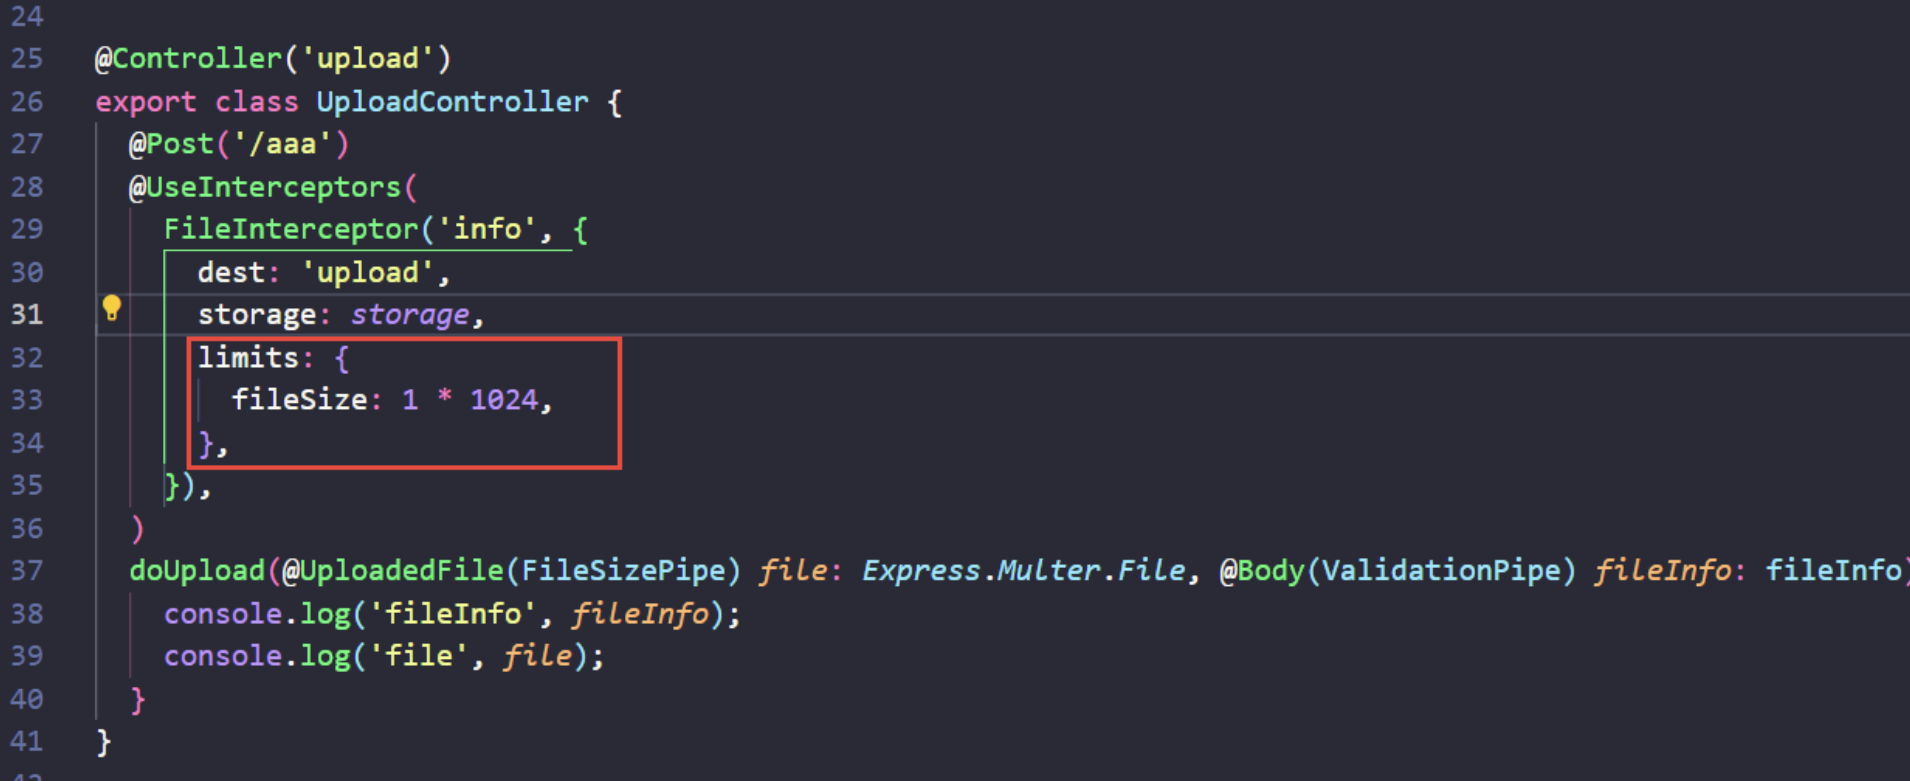 24
25 @Controller('upload')
26 export class UploadController {
27 @Post('/aaa')
28 @UseInterceptors(
29 FileInterceptor('info', {
30 dest: 'upload',
31 storage: storage,
32 limits: {
33 fileSize: 1 * 1024,
34 },
35 }),
36 )
37 doUpload(@UploadedFile(FileSizePipe) file: Express.Multer.File, @Body(ValidationPipe) fileInfo: fileInfo)
38 console.log('fileInfo', fileInfo);
39 console.log('file', file);
40 }
41 }